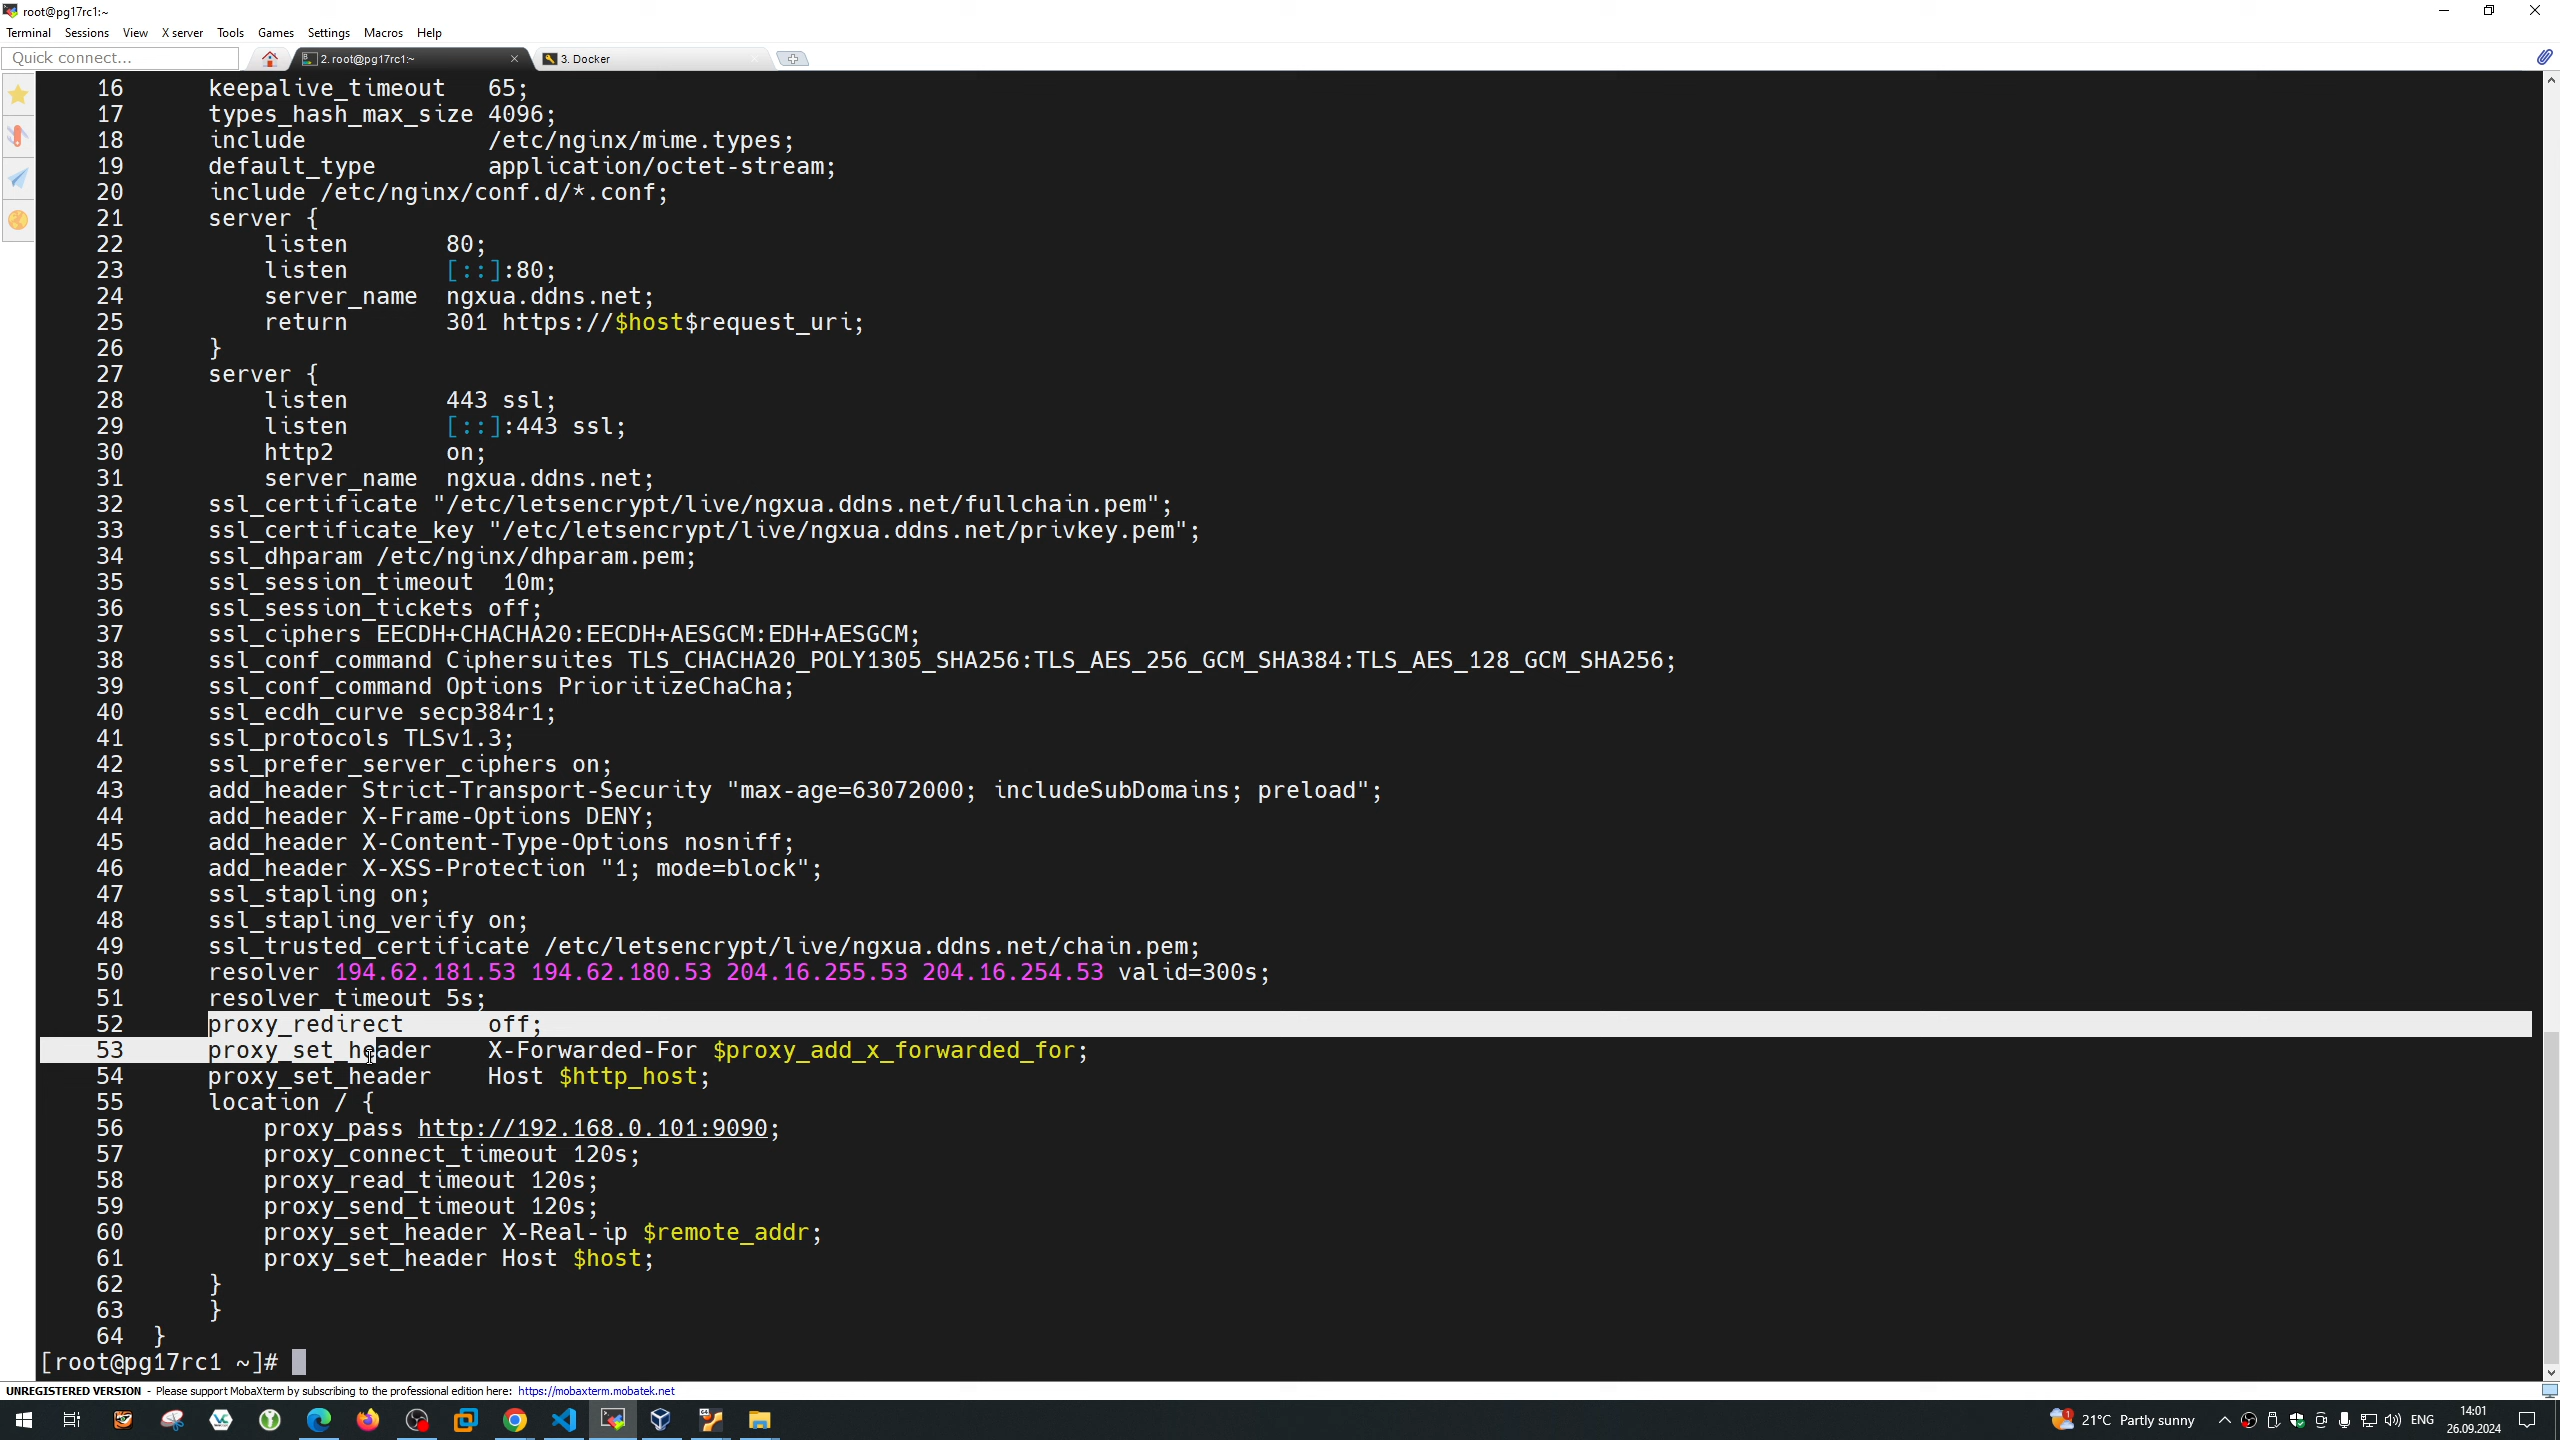 root@pg17rc1:~
Terminal Sessions View X server Tools Games Settings Macros Help
Quick connect... 2. root@pg17rc1:~ 3. Docker
16 keepalive_timeout 65;
17 types_hash_max_size 4096;
18 include /etc/nginx/mime.types;
19 default_type application/octet-stream;
20 include /etc/nginx/conf.d/*.conf;
21 server {
22 listen 80;
23 listen [::]:80;
24 server_name ngxua.ddns.net;
25 return 301 https://$host$request_uri;
26 }
27 server {
28 listen 443 ssl;
29 listen [::]:443 ssl;
30 http2 on;
31 server_name ngxua.ddns.net;
32 ssl_certificate "/etc/letsencrypt/live/ngxua.ddns.net/fullchain.pem";
33 ssl_certificate_key "/etc/letsencrypt/live/ngxua.ddns.net/privkey.pem";
34 ssl_dhparam /etc/nginx/dhparam.pem;
35 ssl_session_timeout 10m;
36 ssl_session_tickets off;
37 ssl_ciphers EECDH+CHACHA20:EECDH+AESGCM:EDH+AESGCM;
38 ssl_conf_command Ciphersuites TLS_CHACHA20_POLY1305_SHA256:TLS_AES_256_GCM_SHA384:TLS_AES_128_GCM_SHA256;
39 ssl_conf_command Options PrioritizeChaCha;
40 ssl_ecdh_curve secp384r1;
41 ssl_protocols TLSv1.3;
42 ssl_prefer_server_ciphers on;
43 add_header Strict-Transport-Security "max-age=63072000; includeSubDomains; preload";
44 add_header X-Frame-Options DENY;
45 add_header X-Content-Type-Options nosniff;
46 add_header X-XSS-Protection "1; mode=block";
47 ssl_stapling on;
48 ssl_stapling_verify on;
49 ssl_trusted_certificate /etc/letsencrypt/live/ngxua.ddns.net/chain.pem;
50 resolver 194.62.181.53 194.62.180.53 204.16.255.53 204.16.254.53 valid=300s;
51 resolver_timeout 5s;
52 proxy_redirect off;
53 proxy_set_header X-Forwarded-For $proxy_add_x_forwarded_for;
54 proxy_set_header Host $http_host;
55 location / {
56 proxy_pass http://192.168.0.101:9090;
57 proxy_connect_timeout 120s;
58 proxy_read_timeout 120s;
59 proxy_send_timeout 120s;
60 proxy_set_header X-Real-ip $remote_addr;
61 proxy_set_header Host $host;
62 }
63 }
64 }
[root@pg17rc1 ~]#
UNREGISTERED VERSION - Please support MobaXterm by subscribing to the professional edition here: https://mobaxterm.mobatek.net
21°C Partly sunny ENG 14:01
26.09.2024